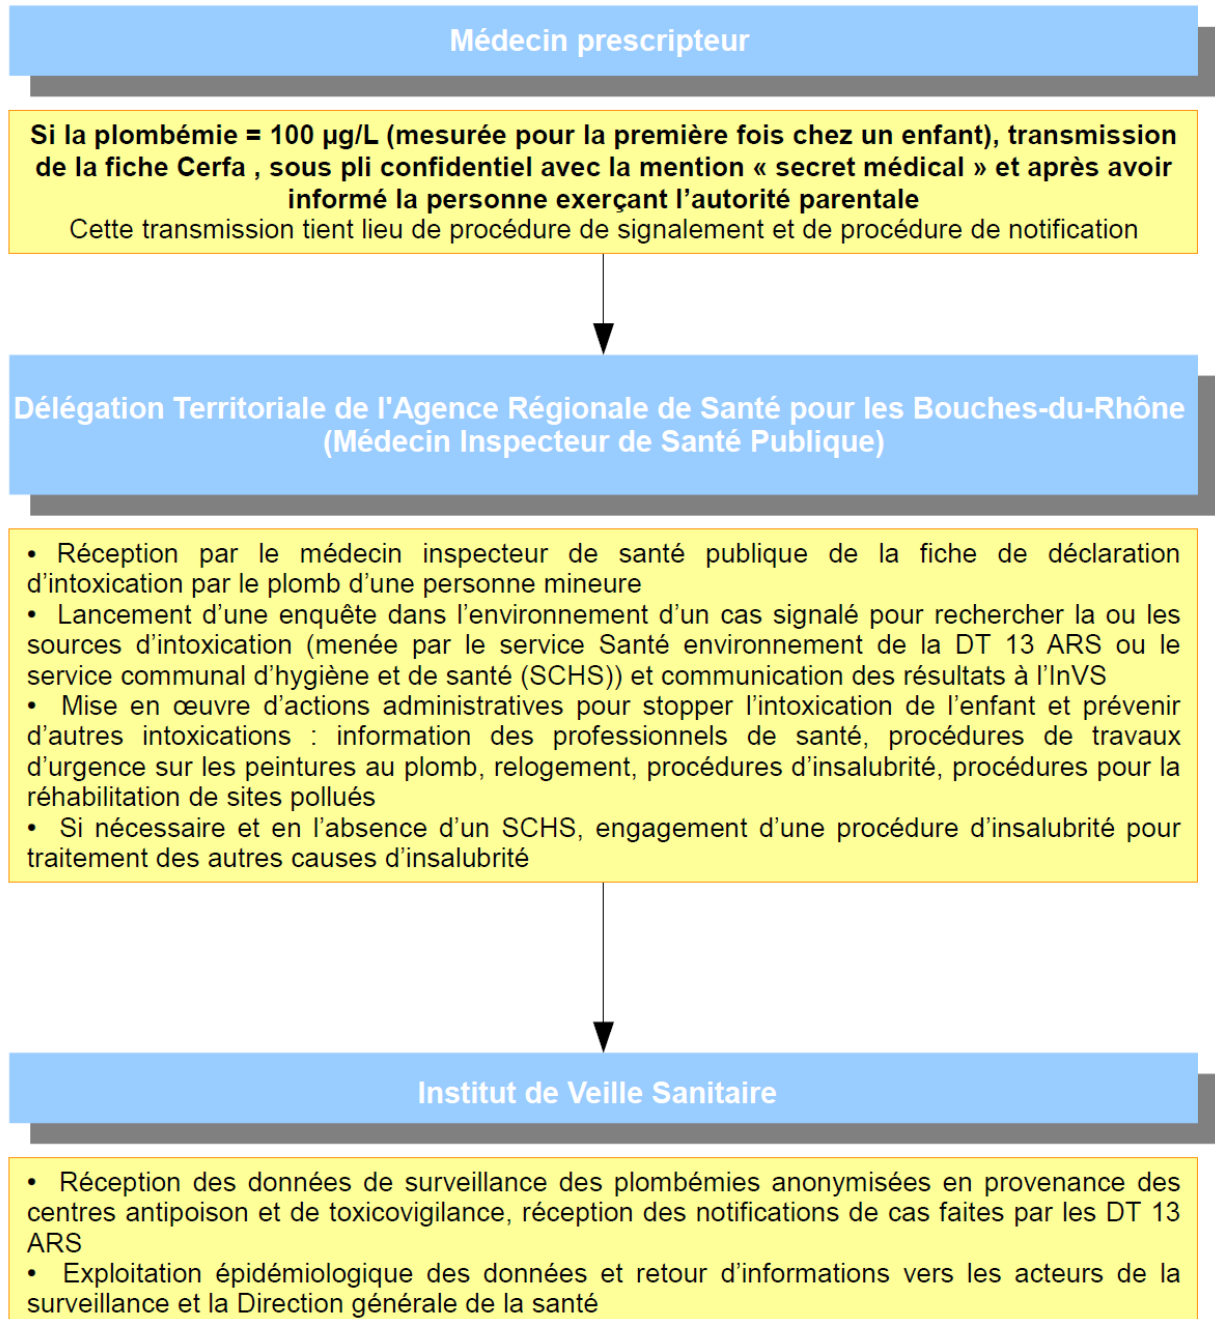 Médecin prescripteur
Si la plombémie = 100 µg/L (mesurée pour la première fois chez un enfant), transmission
de la fiche Cerfa , sous pli confidentiel avec la mention « secret médical » et après avoir
informé la personne exerçant l’autorité parentale
Cette transmission tient lieu de procédure de signalement et de procédure de notification
Délégation Territoriale de l'Agence Régionale de Santé pour les Bouches-du-Rhône
(Médecin Inspecteur de Santé Publique)
• Réception par le médecin inspecteur de santé publique de la fiche de déclaration
d’intoxication par le plomb d’une personne mineure
• Lancement d’une enquête dans l’environnement d’un cas signalé pour rechercher la ou les
sources d’intoxication (menée par le service Santé environnement de la DT 13 ARS ou le
service communal d’hygiène et de santé (SCHS)) et communication des résultats à l’InVS
• Mise en œuvre d’actions administratives pour stopper l’intoxication de l’enfant et prévenir
d’autres intoxications : information des professionnels de santé, procédures de travaux
d’urgence sur les peintures au plomb, relogement, procédures d’insalubrité, procédures pour la
réhabilitation de sites pollués
• Si nécessaire et en l’absence d’un SCHS, engagement d’une procédure d’insalubrité pour
traitement des autres causes d’insalubrité
Institut de Veille Sanitaire
• Réception des données de surveillance des plombémies anonymisées en provenance des
centres antipoison et de toxicovigilance, réception des notifications de cas faites par les DT 13
ARS
• Exploitation épidémiologique des données et retour d’informations vers les acteurs de la
surveillance et la Direction générale de la santé